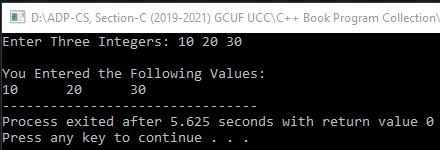 D:\ADP-CS, Section-C (2019-2021) GCUF UCC\C++ Book Program Collection\
Enter Three Integers: 10 20 30
You Entered the Following Values:
10      20      30
--------------------------------
Process exited after 5.625 seconds with return value 0
Press any key to continue . . .